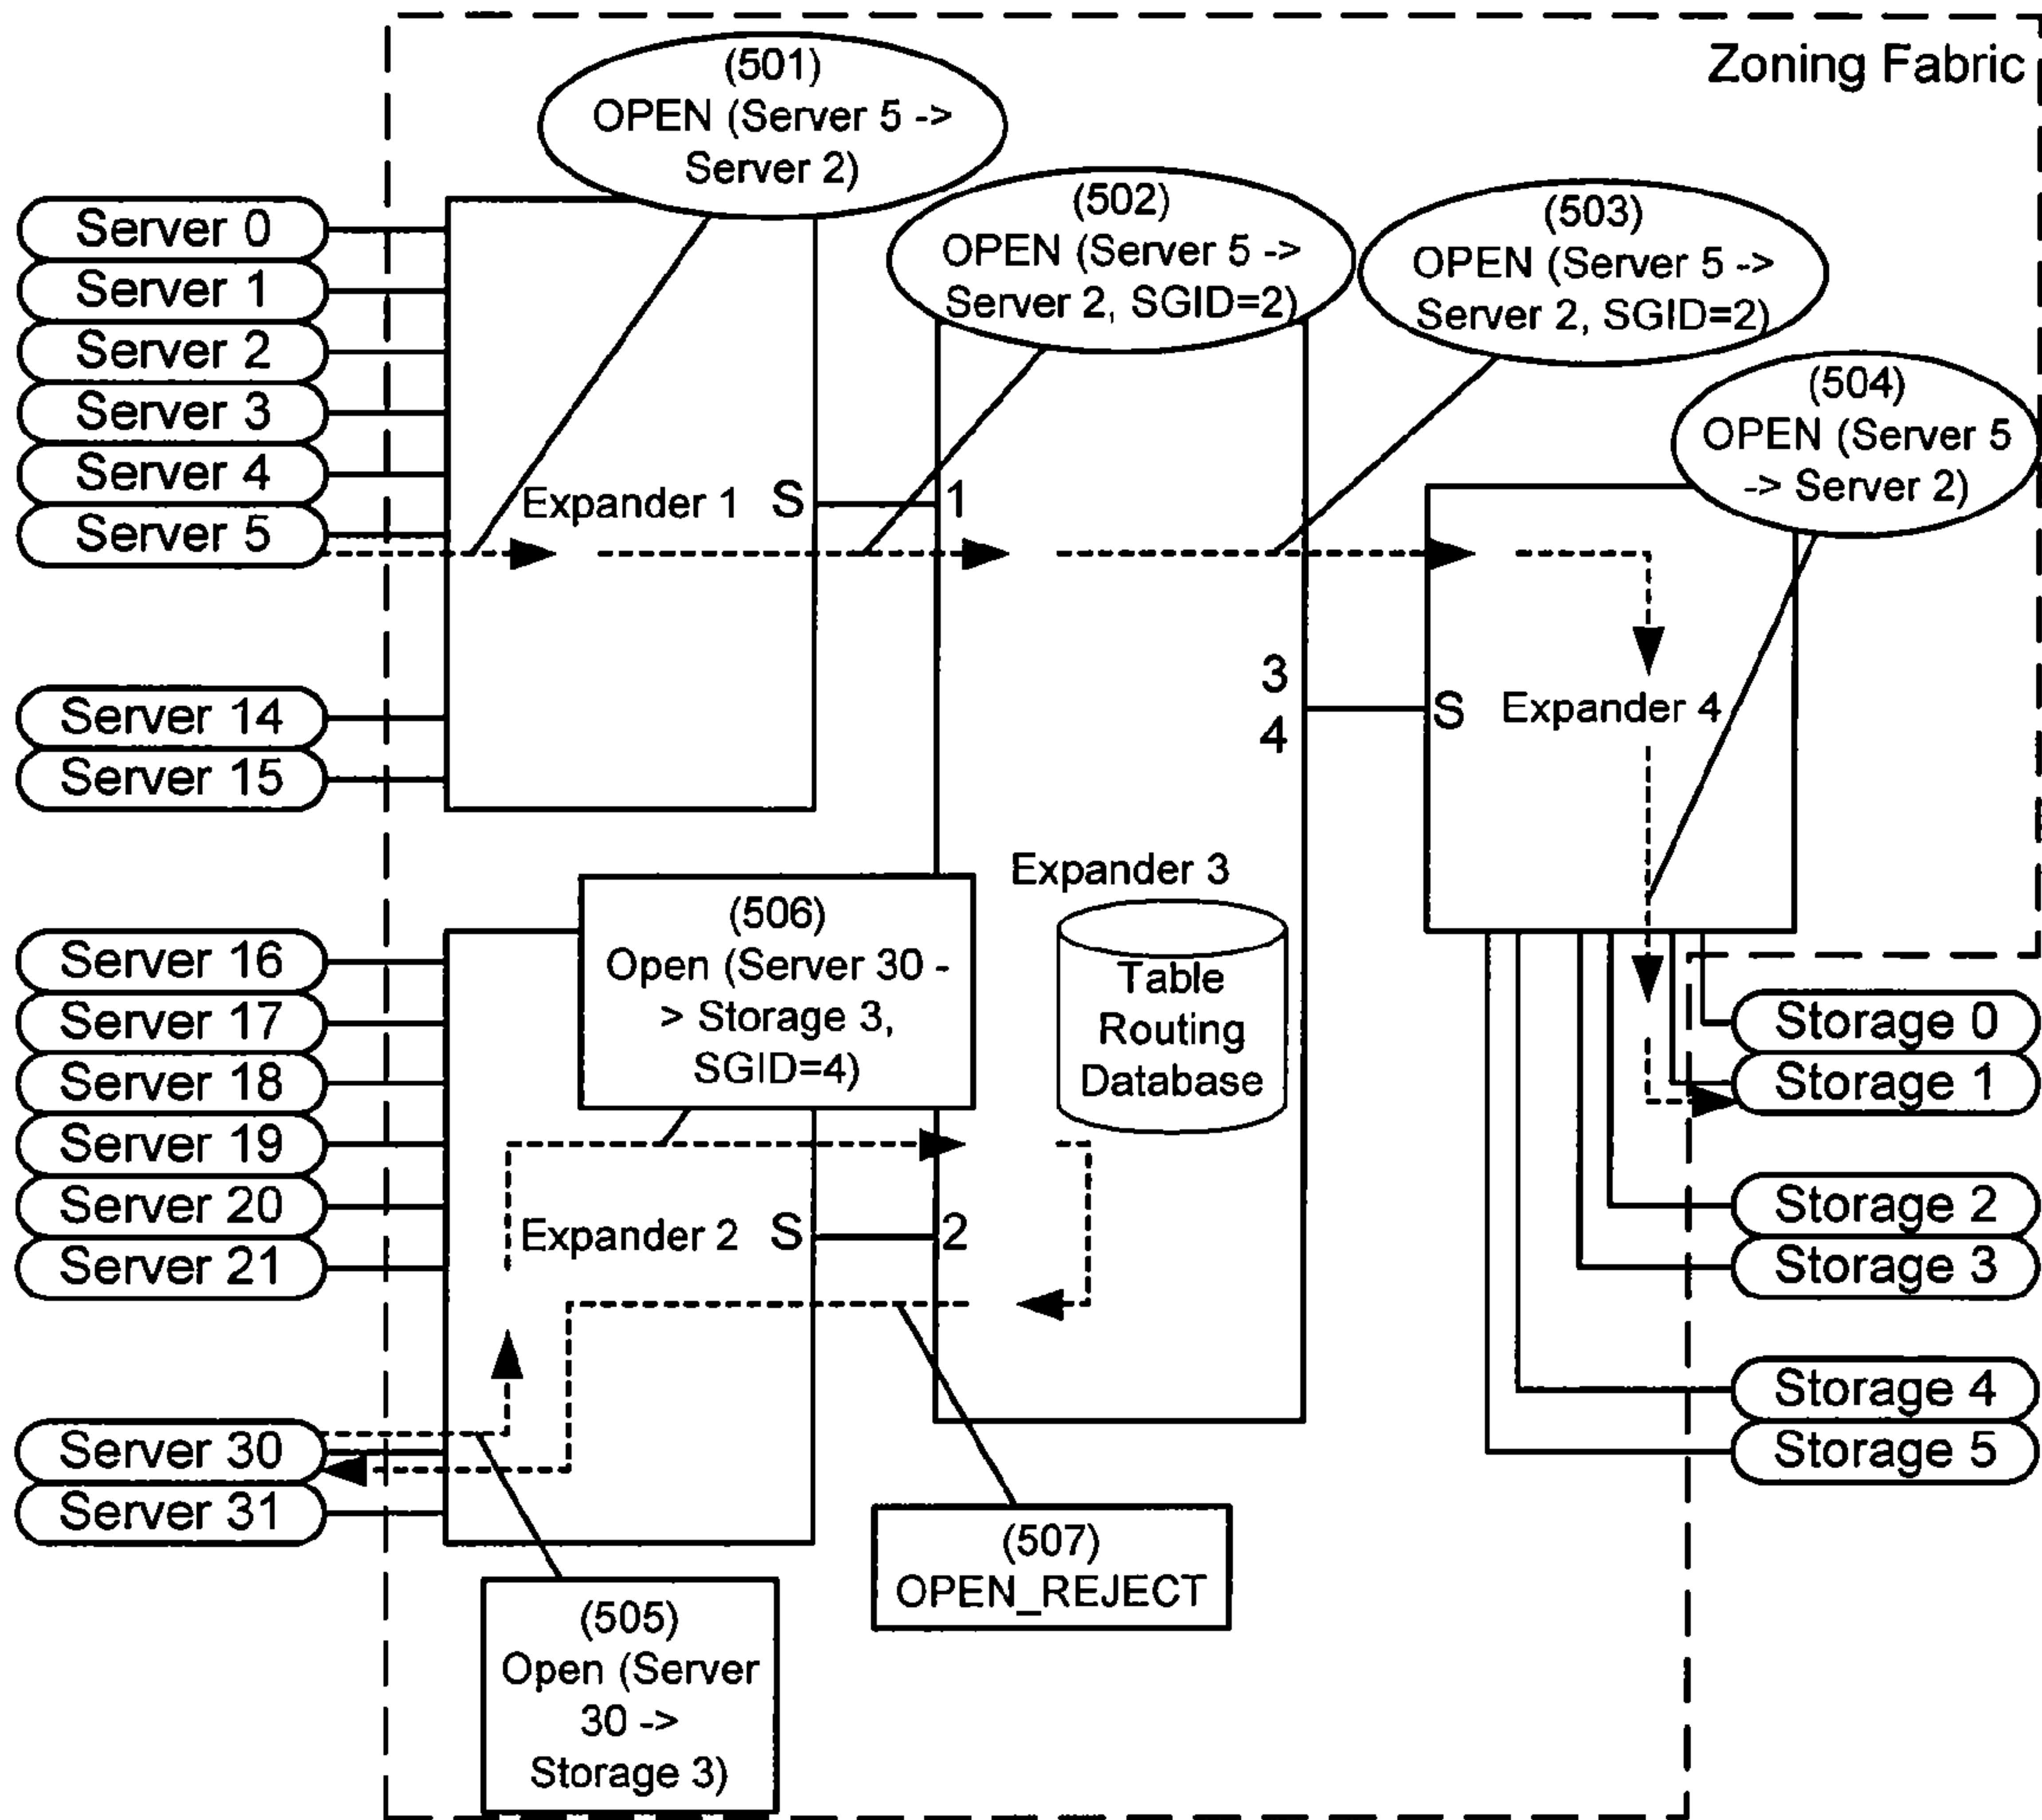 Zoning Fabric
(501)
OPEN (Server 5 ->
Server 2)
(502)
OPEN (Server 5 ->
Server 2, SGID=2)
(503)
OPEN (Server 5 ->
Server 2, SGID=2)
(504)
OPEN (Server 5
-> Server 2)
Server 0
Server 1
Server 2
Server 3
Server 4
Server 5
Server 14
Server 15
Expander 1
S
1
3
4
S
Expander 4
Expander 3
Table
Routing
Database
(506)
Open (Server 30 -
> Storage 3,
SGID=4)
Server 16
Server 17
Server 18
Server 19
Server 20
Server 21
Server 30
Server 31
Expander 2
S
2
Storage 0
Storage 1
Storage 2
Storage 3
Storage 4
Storage 5
(507)
OPEN_REJECT
(505)
Open (Server
30 ->
Storage 3)